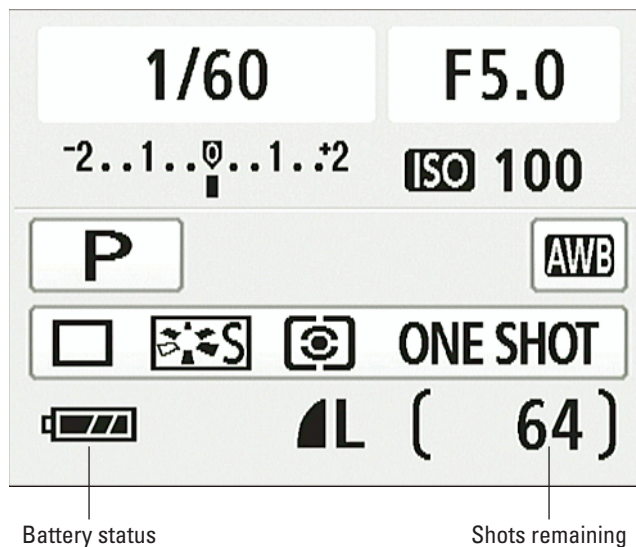 1/60 F5.0
-2..1..0..1..+2 ISO 100
P AWB
S ONE SHOT
L ( 64 )
Battery status Shots remaining